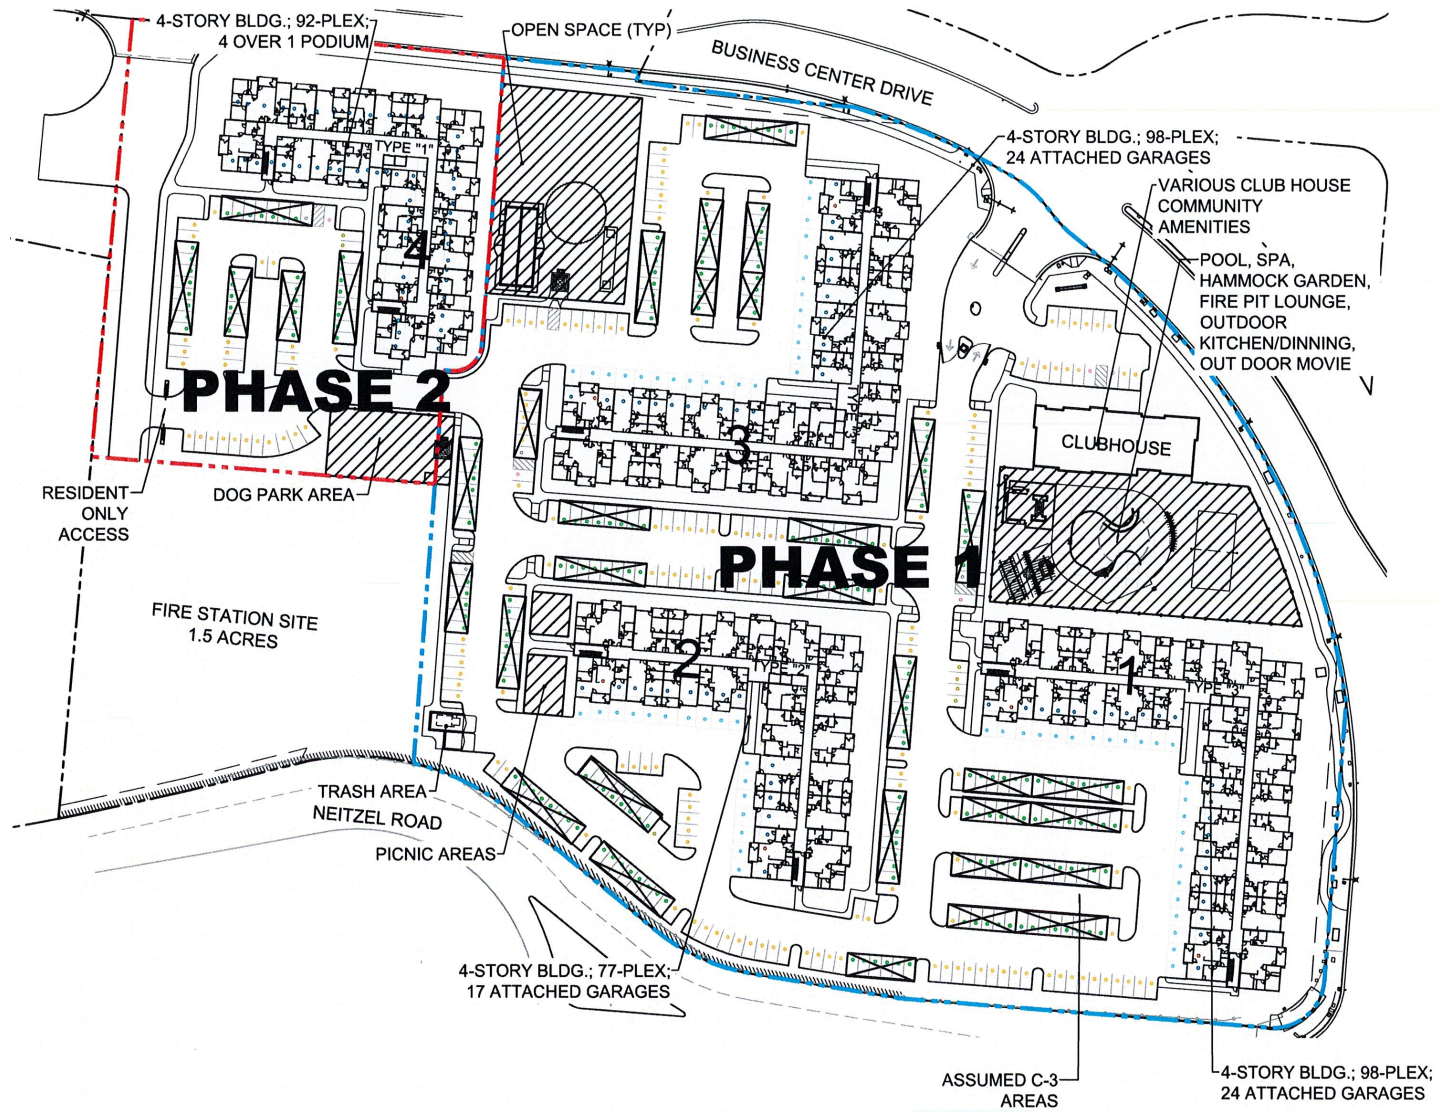 4-STORY BLDG.; 92-PLEX;
4 OVER 1 PODIUM
OPEN SPACE (TYP)
BUSINESS CENTER DRIVE
4-STORY BLDG.; 98-PLEX;
24 ATTACHED GARAGES
VARIOUS CLUB HOUSE
COMMUNITY
AMENITIES
POOL, SPA,
HAMMOCK GARDEN,
FIRE PIT LOUNGE,
OUTDOOR
KITCHEN/DINNING,
OUT DOOR MOVIE
TYPE "1"
4
PHASE 2
TYPE "3"
3
CLUBHOUSE
RESIDENT
ONLY
ACCESS
DOG PARK AREA
PHASE 1
FIRE STATION SITE
1.5 ACRES
2
TYPE "2"
1
TYPE "3"
TRASH AREA
NEITZEL ROAD
PICNIC AREAS
4-STORY BLDG.; 77-PLEX;
17 ATTACHED GARAGES
ASSUMED C-3
AREAS
4-STORY BLDG.; 98-PLEX;
24 ATTACHED GARAGES